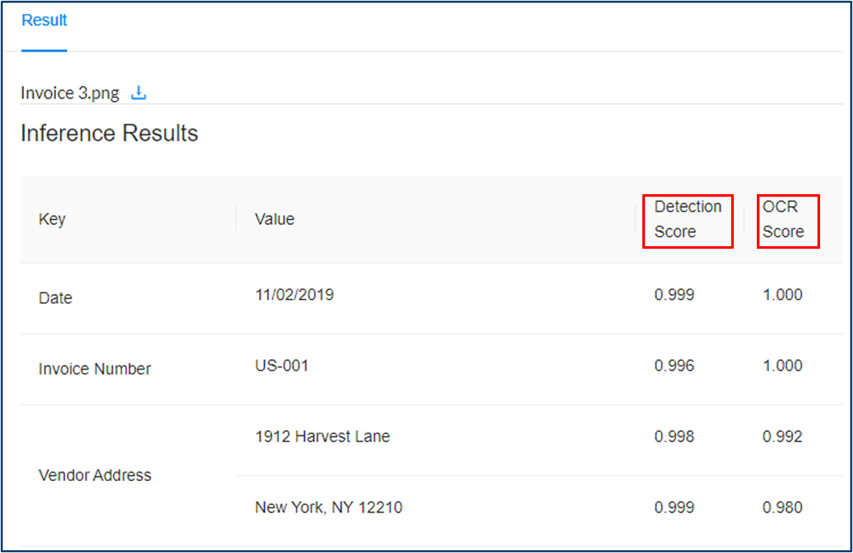 Result
Invoice 3.png
Inference Results
Key Value Detection Score OCR Score
Date 11/02/2019 0.999 1.000
Invoice Number US-001 0.996 1.000
Vendor Address 1912 Harvest Lane 0.998 0.992
New York, NY 12210 0.999 0.980